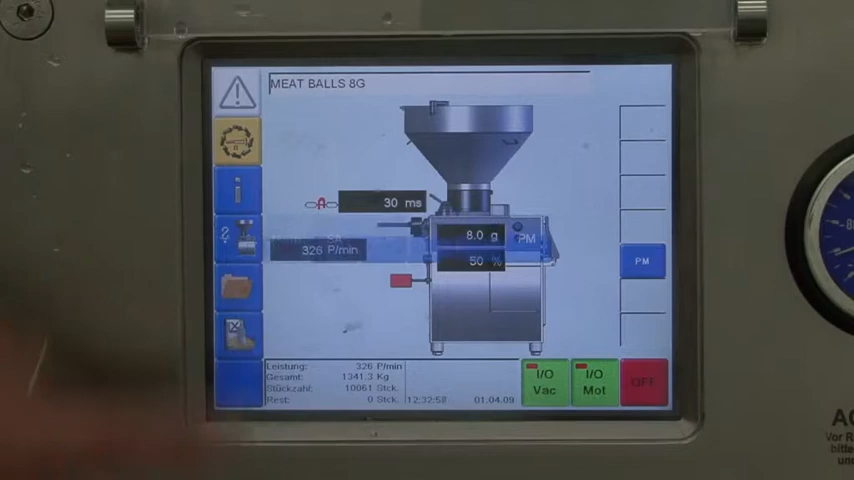 MEAT BALLS 8G
30 ms
8.0 g
PM
326 P/min
50 %
PM
Leistung: 326 P/min
Gesamt: 1341.3 Kg
Stückzahl: 10061 Stck.
Rest: 0 Stck.
12:32:58
01.04.09
I/O
Vac
I/O
Mot
OFF
Vor